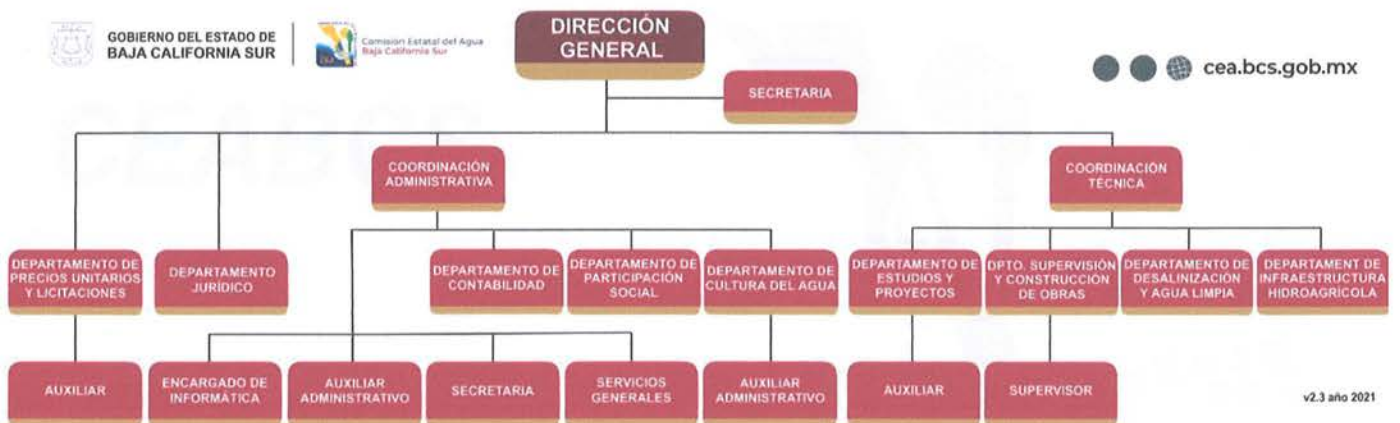 GOBIERNO DEL ESTADO DE
BAJA CALIFORNIA SUR
Comisión Estatal del Agua
Baja California Sur
DIRECCIÓN
GENERAL
cea.bcs.gob.mx
SECRETARIA
COORDINACIÓN
ADMINISTRATIVA
COORDINACIÓN
TÉCNICA
DEPARTAMENTO DE
PRECIOS UNITARIOS
Y LICITACIONES
DEPARTAMENTO
JURÍDICO
DEPARTAMENTO DE
CONTABILIDAD
DEPARTAMENTO DE
PARTICIPACIÓN
SOCIAL
DEPARTAMENTO DE
CULTURA DEL AGUA
DEPARTAMENTO DE
ESTUDIOS Y
PROYECTOS
DPTO. SUPERVISIÓN
Y CONSTRUCCIÓN
DE OBRAS
DEPARTAMENTO DE
DESALINIZACIÓN
Y AGUA LIMPIA
DEPARTAMENT DE
INFRAESTRUCTURA
HIDROAGRÍCOLA
AUXILIAR
ENCARGADO DE
INFORMÁTICA
AUXILIAR
ADMINISTRATIVO
SECRETARIA
SERVICIOS
GENERALES
AUXILIAR
ADMINISTRATIVO
AUXILIAR
SUPERVISOR
v2.3 año 2021